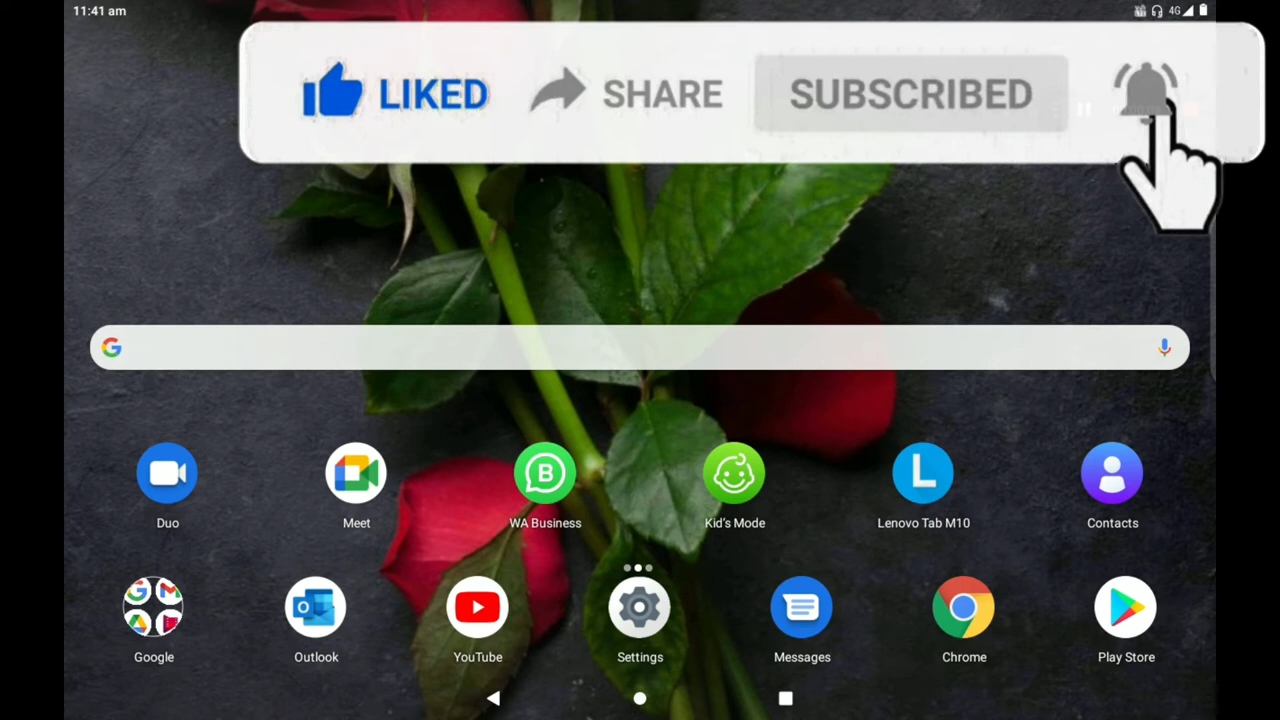 11:41 am
4G
LIKED SHARE SUBSCRIBED
Duo Meet WA Business Kid's Mode Lenovo Tab M10 Contacts
Google Outlook YouTube Settings Messages Chrome Play Store